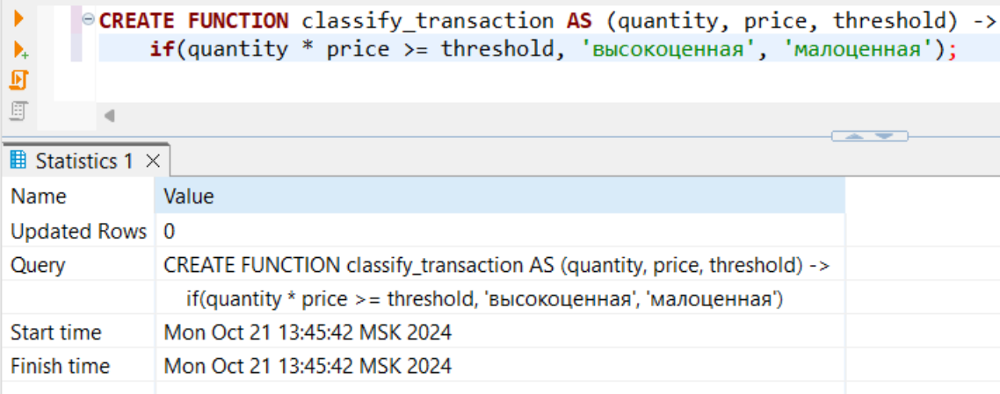 CREATE FUNCTION classify_transaction AS (quantity, price, threshold) ->
if(quantity * price >= threshold, 'высокоценная', 'малоценная');
Statistics 1
Name Value
Updated Rows 0
Query CREATE FUNCTION classify_transaction AS (quantity, price, threshold) ->
if(quantity * price >= threshold, 'высокоценная', 'малоценная')
Start time Mon Oct 21 13:45:42 MSK 2024
Finish time Mon Oct 21 13:45:42 MSK 2024